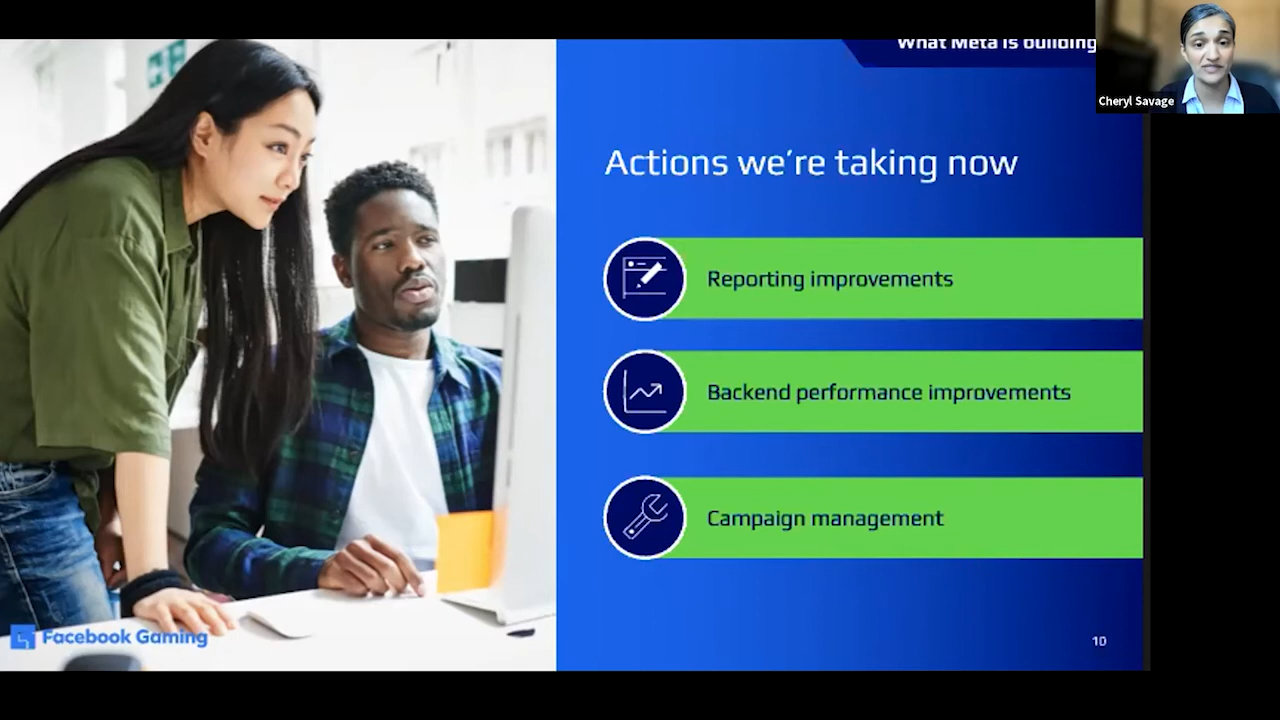 What Meta is building
Cheryl Savage
Actions we're taking now
Reporting improvements
Backend performance improvements
Campaign management
Facebook Gaming
10